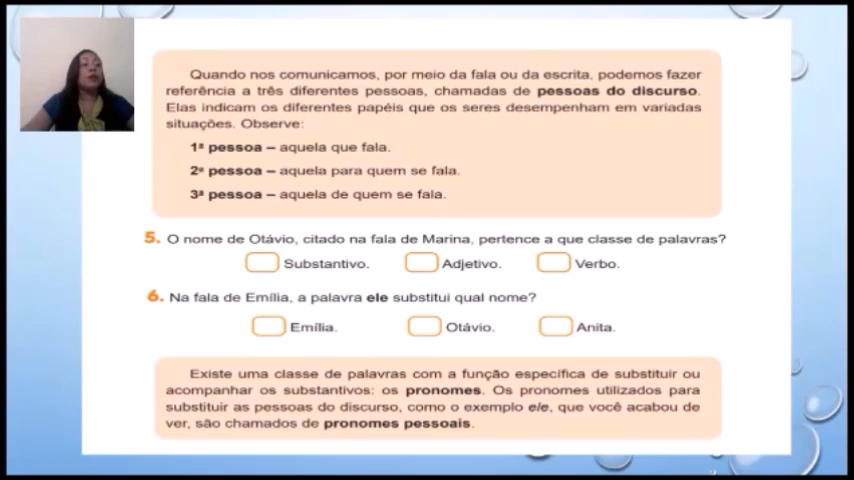 Quando nos comunicamos, por meio da fala ou da escrita, podemos fazer
referência a três diferentes pessoas, chamadas de pessoas do discurso.
Elas indicam os diferentes papéis que os seres desempenham em variadas
situações. Observe:
1ª pessoa – aquela que fala.
2ª pessoa – aquela para quem se fala.
3ª pessoa – aquela de quem se fala.
5. O nome de Otávio, citado na fala de Marina, pertence a que classe de palavras?
Substantivo. Adjetivo. Verbo.
6. Na fala de Emília, a palavra ele substitui qual nome?
Emília. Otávio. Anita.
Existe uma classe de palavras com a função específica de substituir ou
acompanhar os substantivos: os pronomes. Os pronomes utilizados para
substituir as pessoas do discurso, como o exemplo ele, que você acabou de
ver, são chamados de pronomes pessoais.